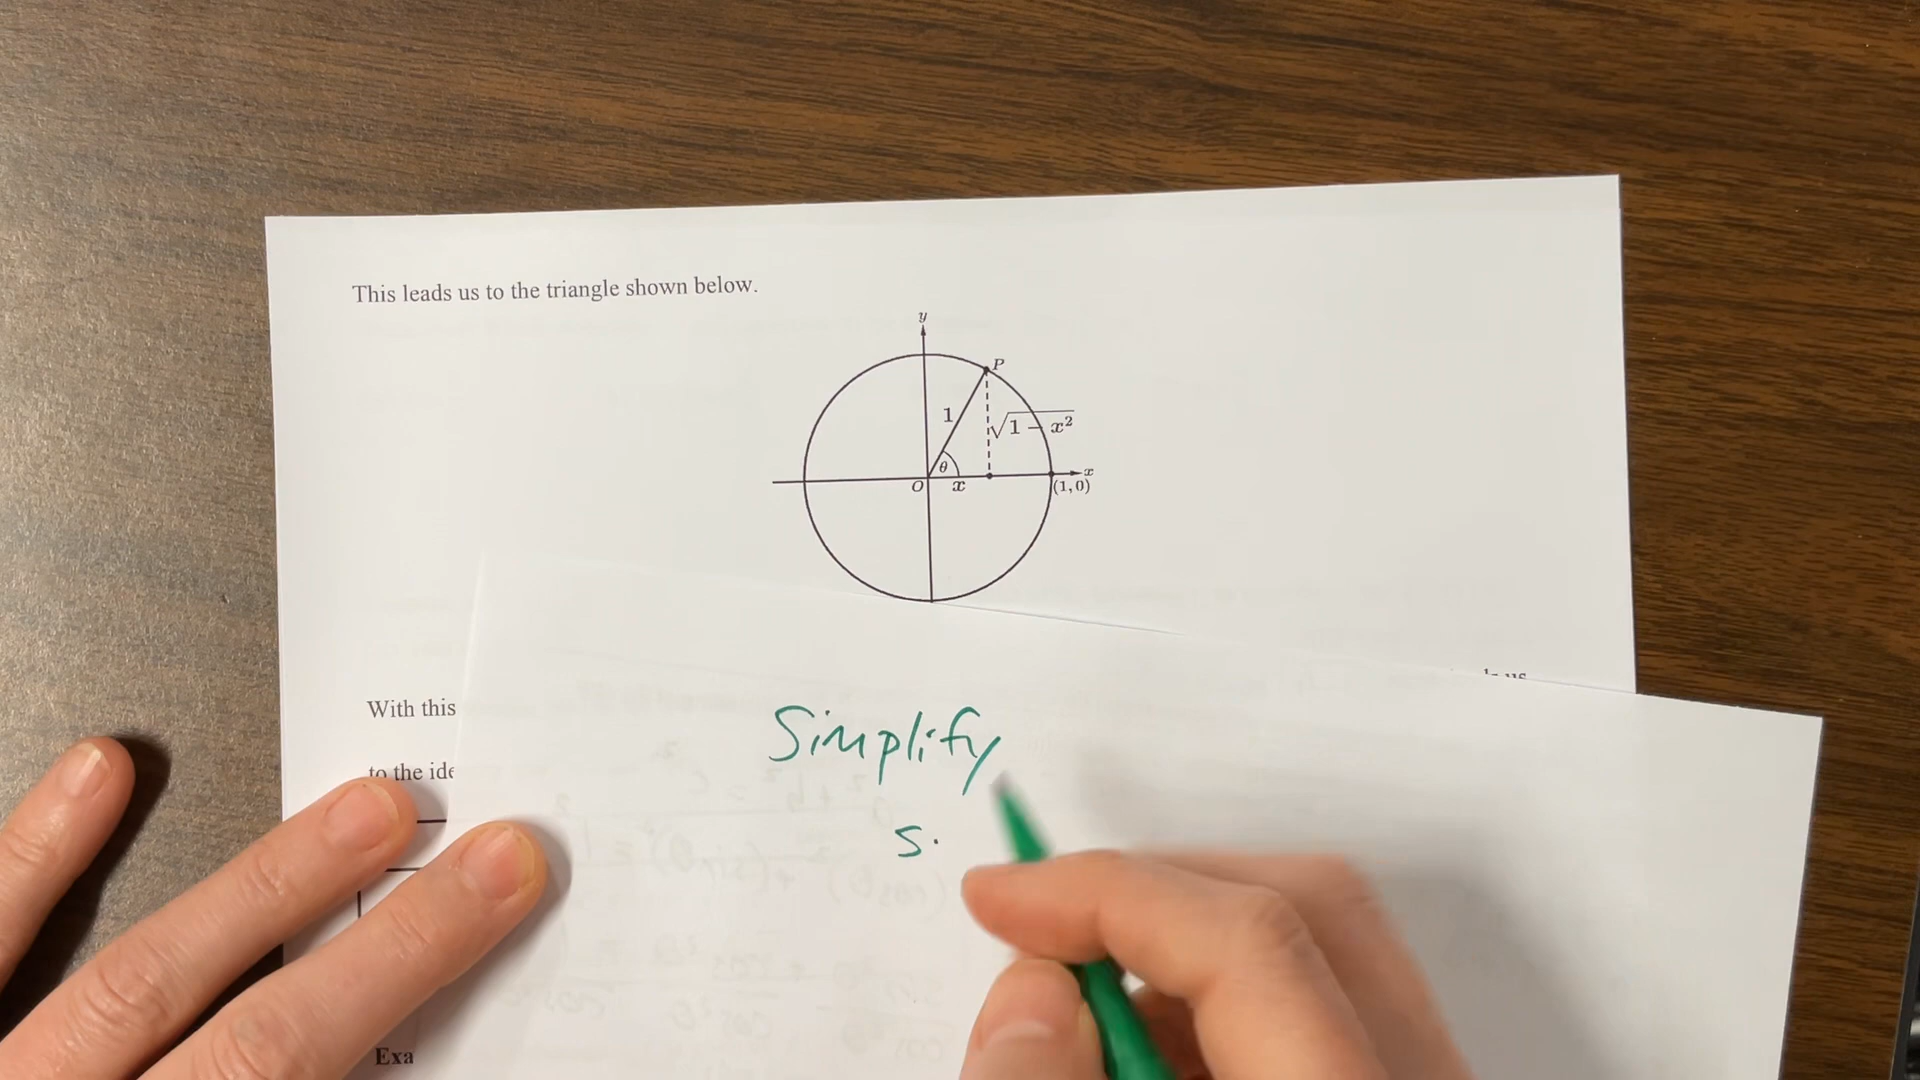 This leads us to the triangle shown below.
y
P
1
√1 − x²
θ
x
O
x
(1, 0)
With this
to the ide
Simplify
s.
Exa